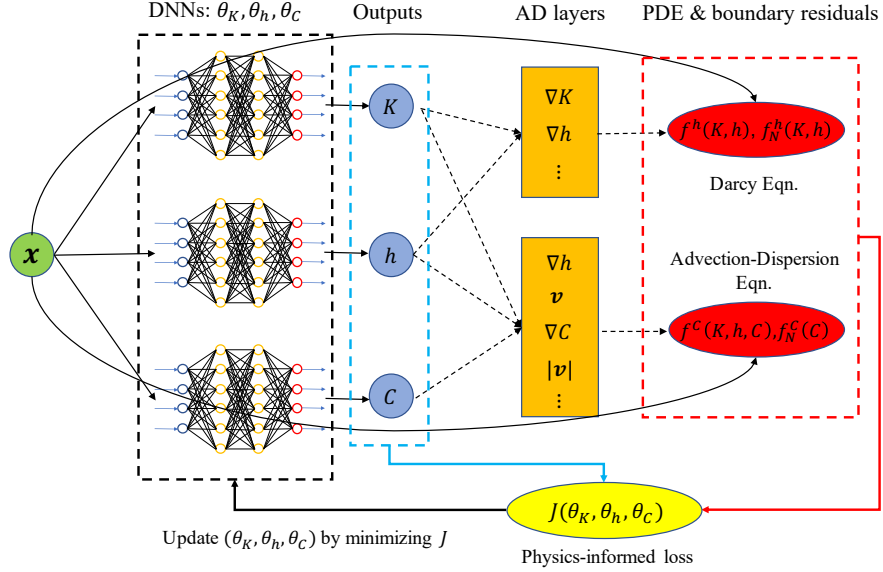 DNNs: θ_K, θ_h, θ_C
Outputs
AD layers
PDE & boundary residuals
K
∇K
∇h
⋮
f^h(K, h), f_N^h(K, h)
Darcy Eqn.
x
h
∇h
v
∇C
|v|
⋮
Advection-Dispersion
Eqn.
f^C(K, h, C), f_N^C(C)
C
J(θ_K, θ_h, θ_C)
Update (θ_K, θ_h, θ_C) by minimizing J
Physics-informed loss